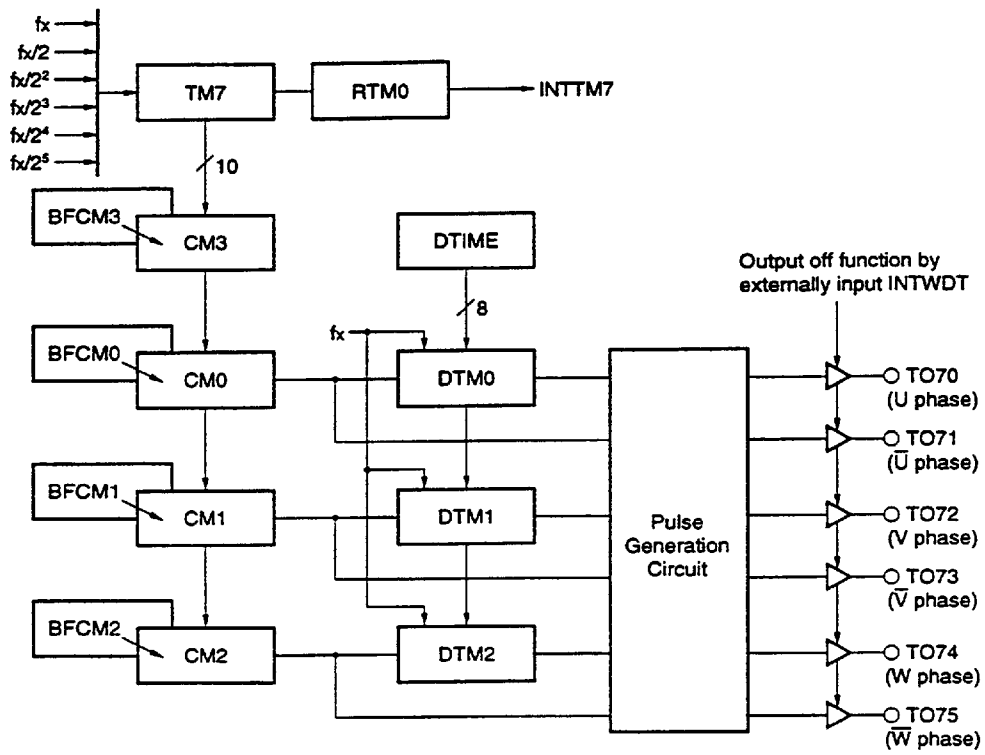 fx
fx/2
fx/2²
fx/2³
fx/2⁴
fx/2⁵
TM7
RTM0
INTTM7
10
BFCM3
CM3
DTIME
8
fx
Output off function by
externally input INTWDT
BFCM0
CM0
DTM0
TO70
(U phase)
TO71
(U̅ phase)
BFCM1
CM1
DTM1
Pulse
Generation
Circuit
TO72
(V phase)
TO73
(V̅ phase)
BFCM2
CM2
DTM2
TO74
(W phase)
TO75
(W̅ phase)